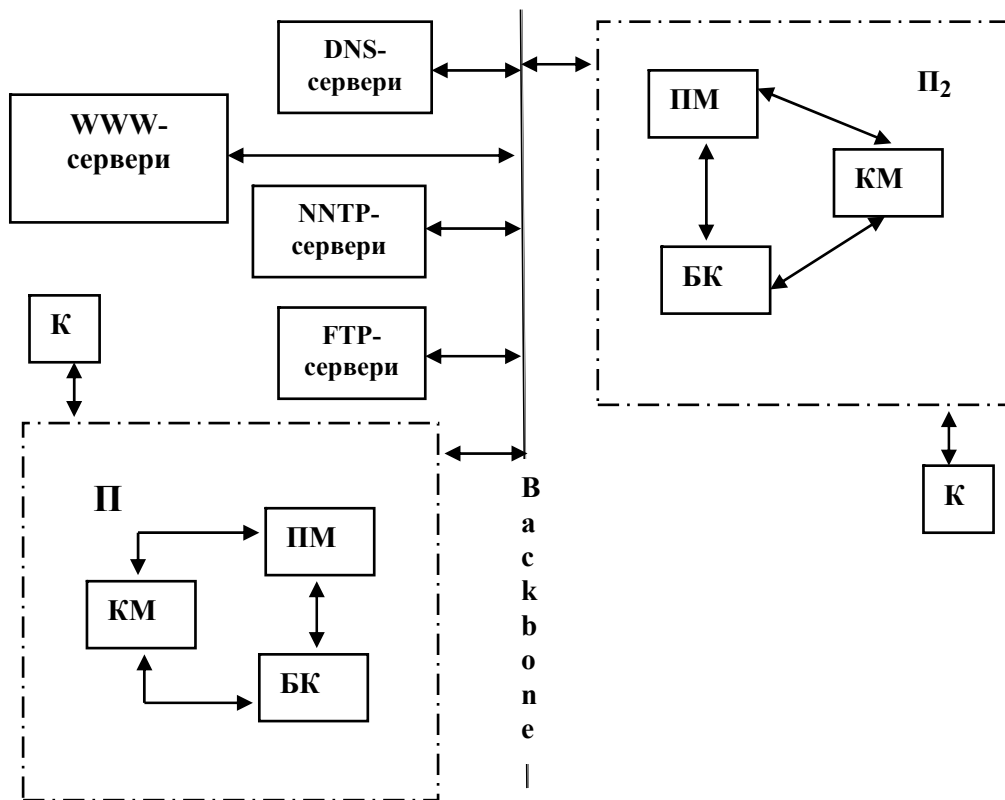 DNS-
сервери
WWW-
сервери
NNTP-
сервери
FTP-
сервери
К
П₂
ПМ
КМ
БК
К
П
ПМ
КМ
БК
B
a
c
k
b
o
n
e